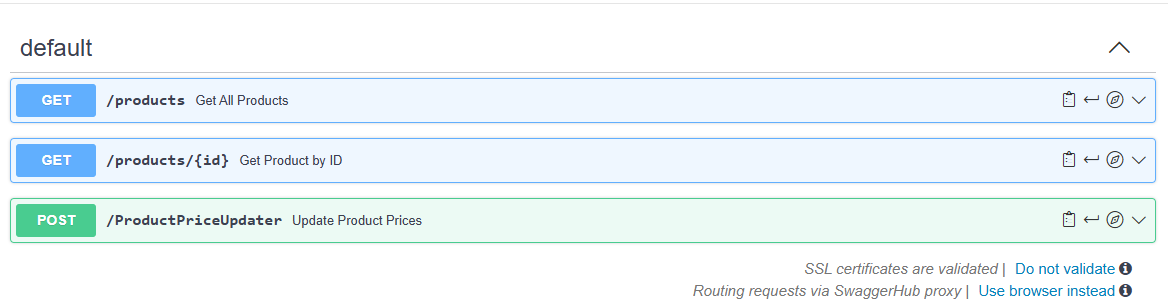 default
GET /products Get All Products
GET /products/{id} Get Product by ID
POST /ProductPriceUpdater Update Product Prices
SSL certificates are validated | Do not validate
Routing requests via SwaggerHub proxy | Use browser instead